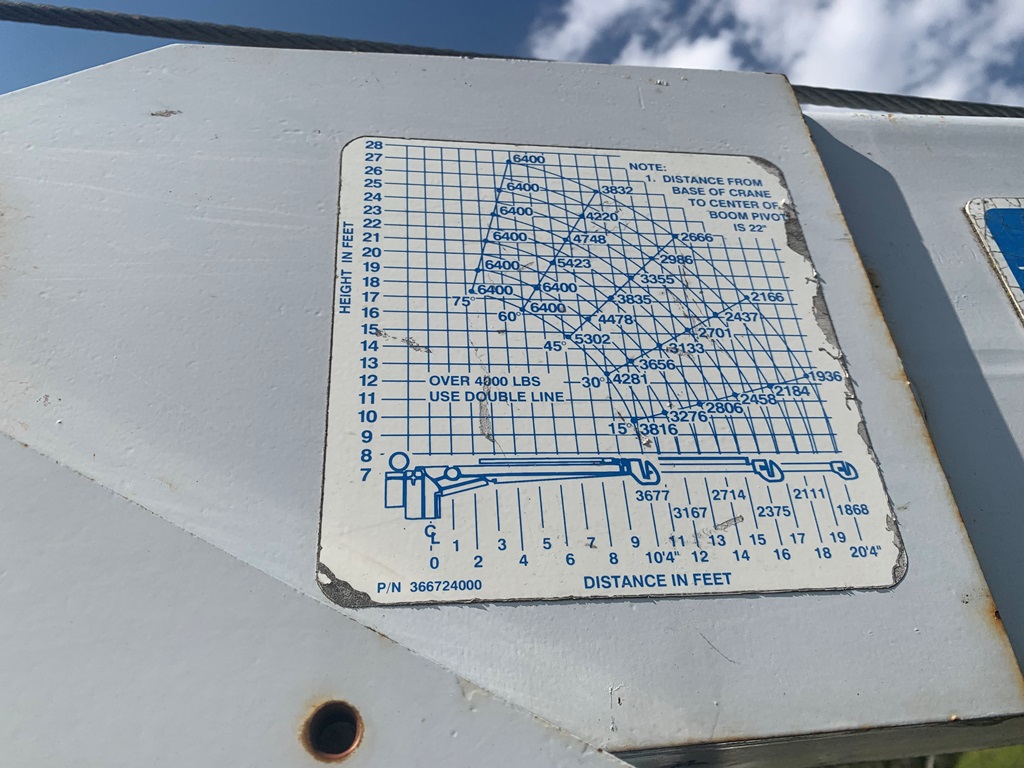 28
27 6400 NOTE:
26 1. DISTANCE FROM
25 6400 3832 BASE OF CRANE
24 TO CENTER OF
23 6400 4220 BOOM PIVOT
22 IS 22"
21 6400 4748 2666
20 2986
19 6400 5423 3355
18 6400 6400 3835 2166
17 75° 6400 4478 2437
16 60° 2701
15 5302 3133
14 45° 3656
13 4281 1936
12 OVER 4000 LBS 30° 2184
11 USE DOUBLE LINE 2458
10 2806
9 15° 3816 3276
8
7
HEIGHT IN FEET
3677 2714 2111
3167 2375 1868
CL 1 3 5 7 9 11 13 15 17 19
0 2 4 6 8 10'4" 12 14 16 18 20'4"
P/N 366724000 DISTANCE IN FEET